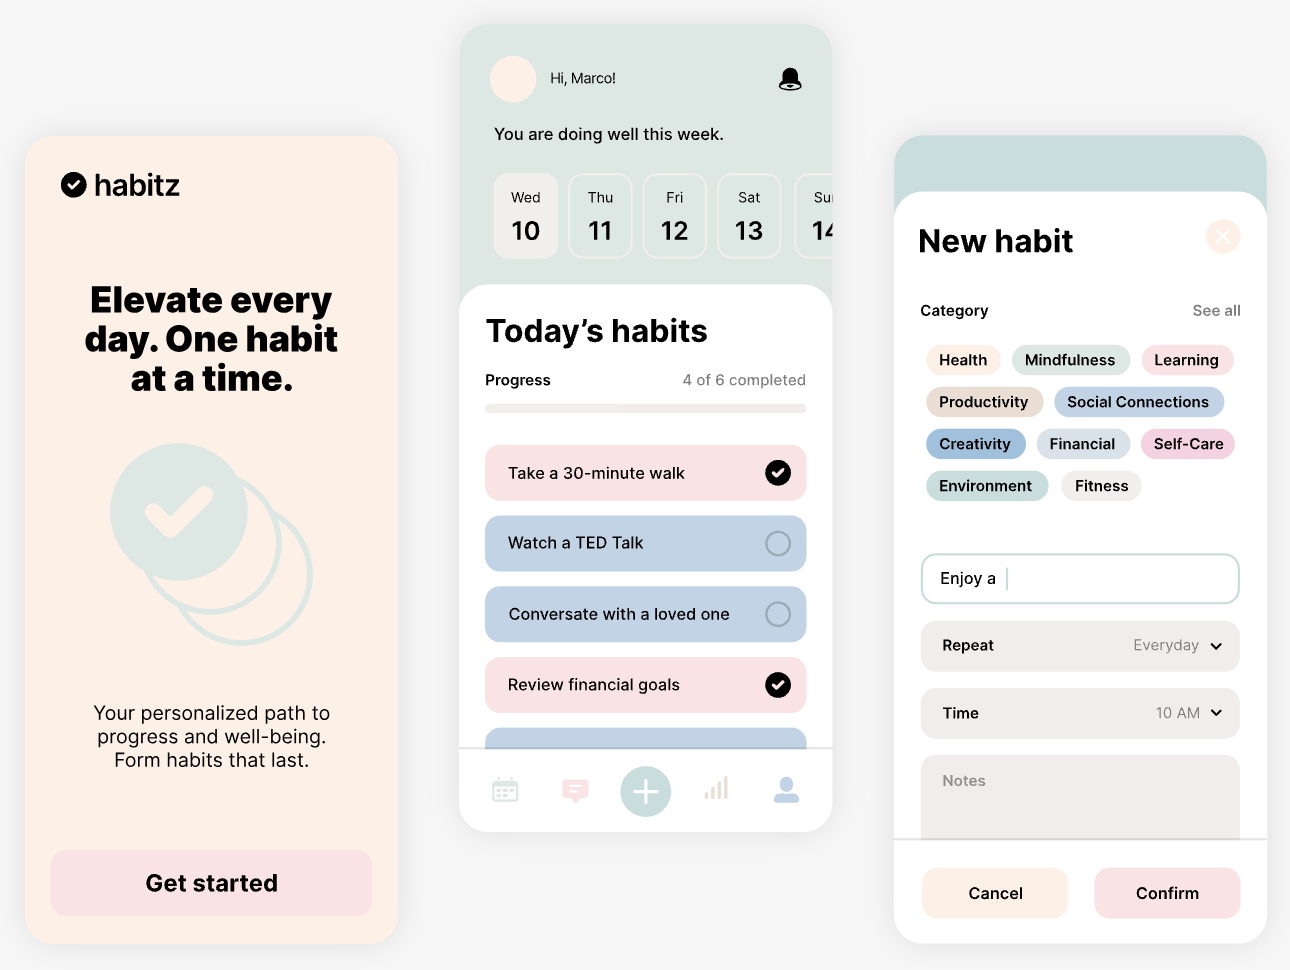 habitz
Elevate every
day. One habit
at a time.
Your personalized path to
progress and well-being.
Form habits that last.
Get started
Hi, Marco!
You are doing well this week.
Wed Thu Fri Sat Su
10 11 12 13 14
Today’s habits
Progress 4 of 6 completed
Take a 30-minute walk
Watch a TED Talk
Conversate with a loved one
Review financial goals
New habit
Category See all
Health Mindfulness Learning
Productivity Social Connections
Creativity Financial Self-Care
Environment Fitness
Enjoy a
Repeat Everyday
Time 10 AM
Notes
Cancel Confirm